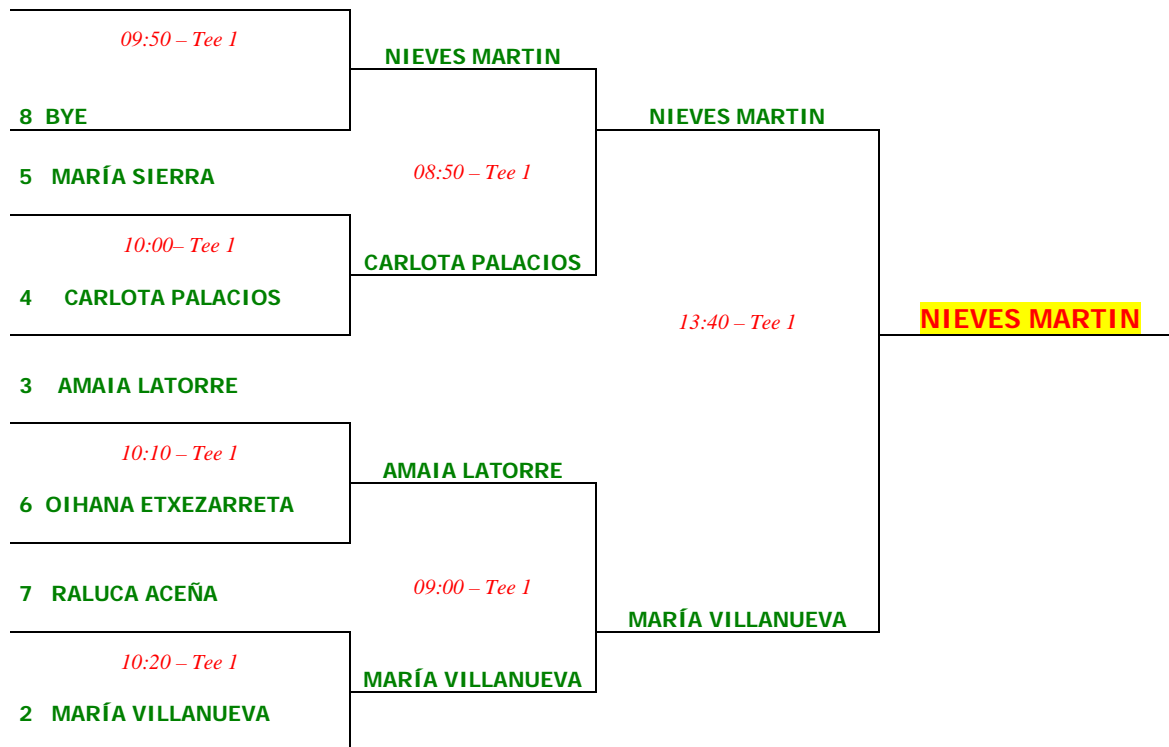 09:50 – Tee 1
NIEVES MARTIN
8 BYE
NIEVES MARTIN
5 MARÍA SIERRA
08:50 – Tee 1
10:00– Tee 1
CARLOTA PALACIOS
4 CARLOTA PALACIOS
13:40 – Tee 1
NIEVES MARTIN
3 AMAIA LATORRE
10:10 – Tee 1
AMAIA LATORRE
6 OIHANA ETXEZARRETA
7 RALUCA ACEÑA
09:00 – Tee 1
MARÍA VILLANUEVA
10:20 – Tee 1
MARÍA VILLANUEVA
2 MARÍA VILLANUEVA